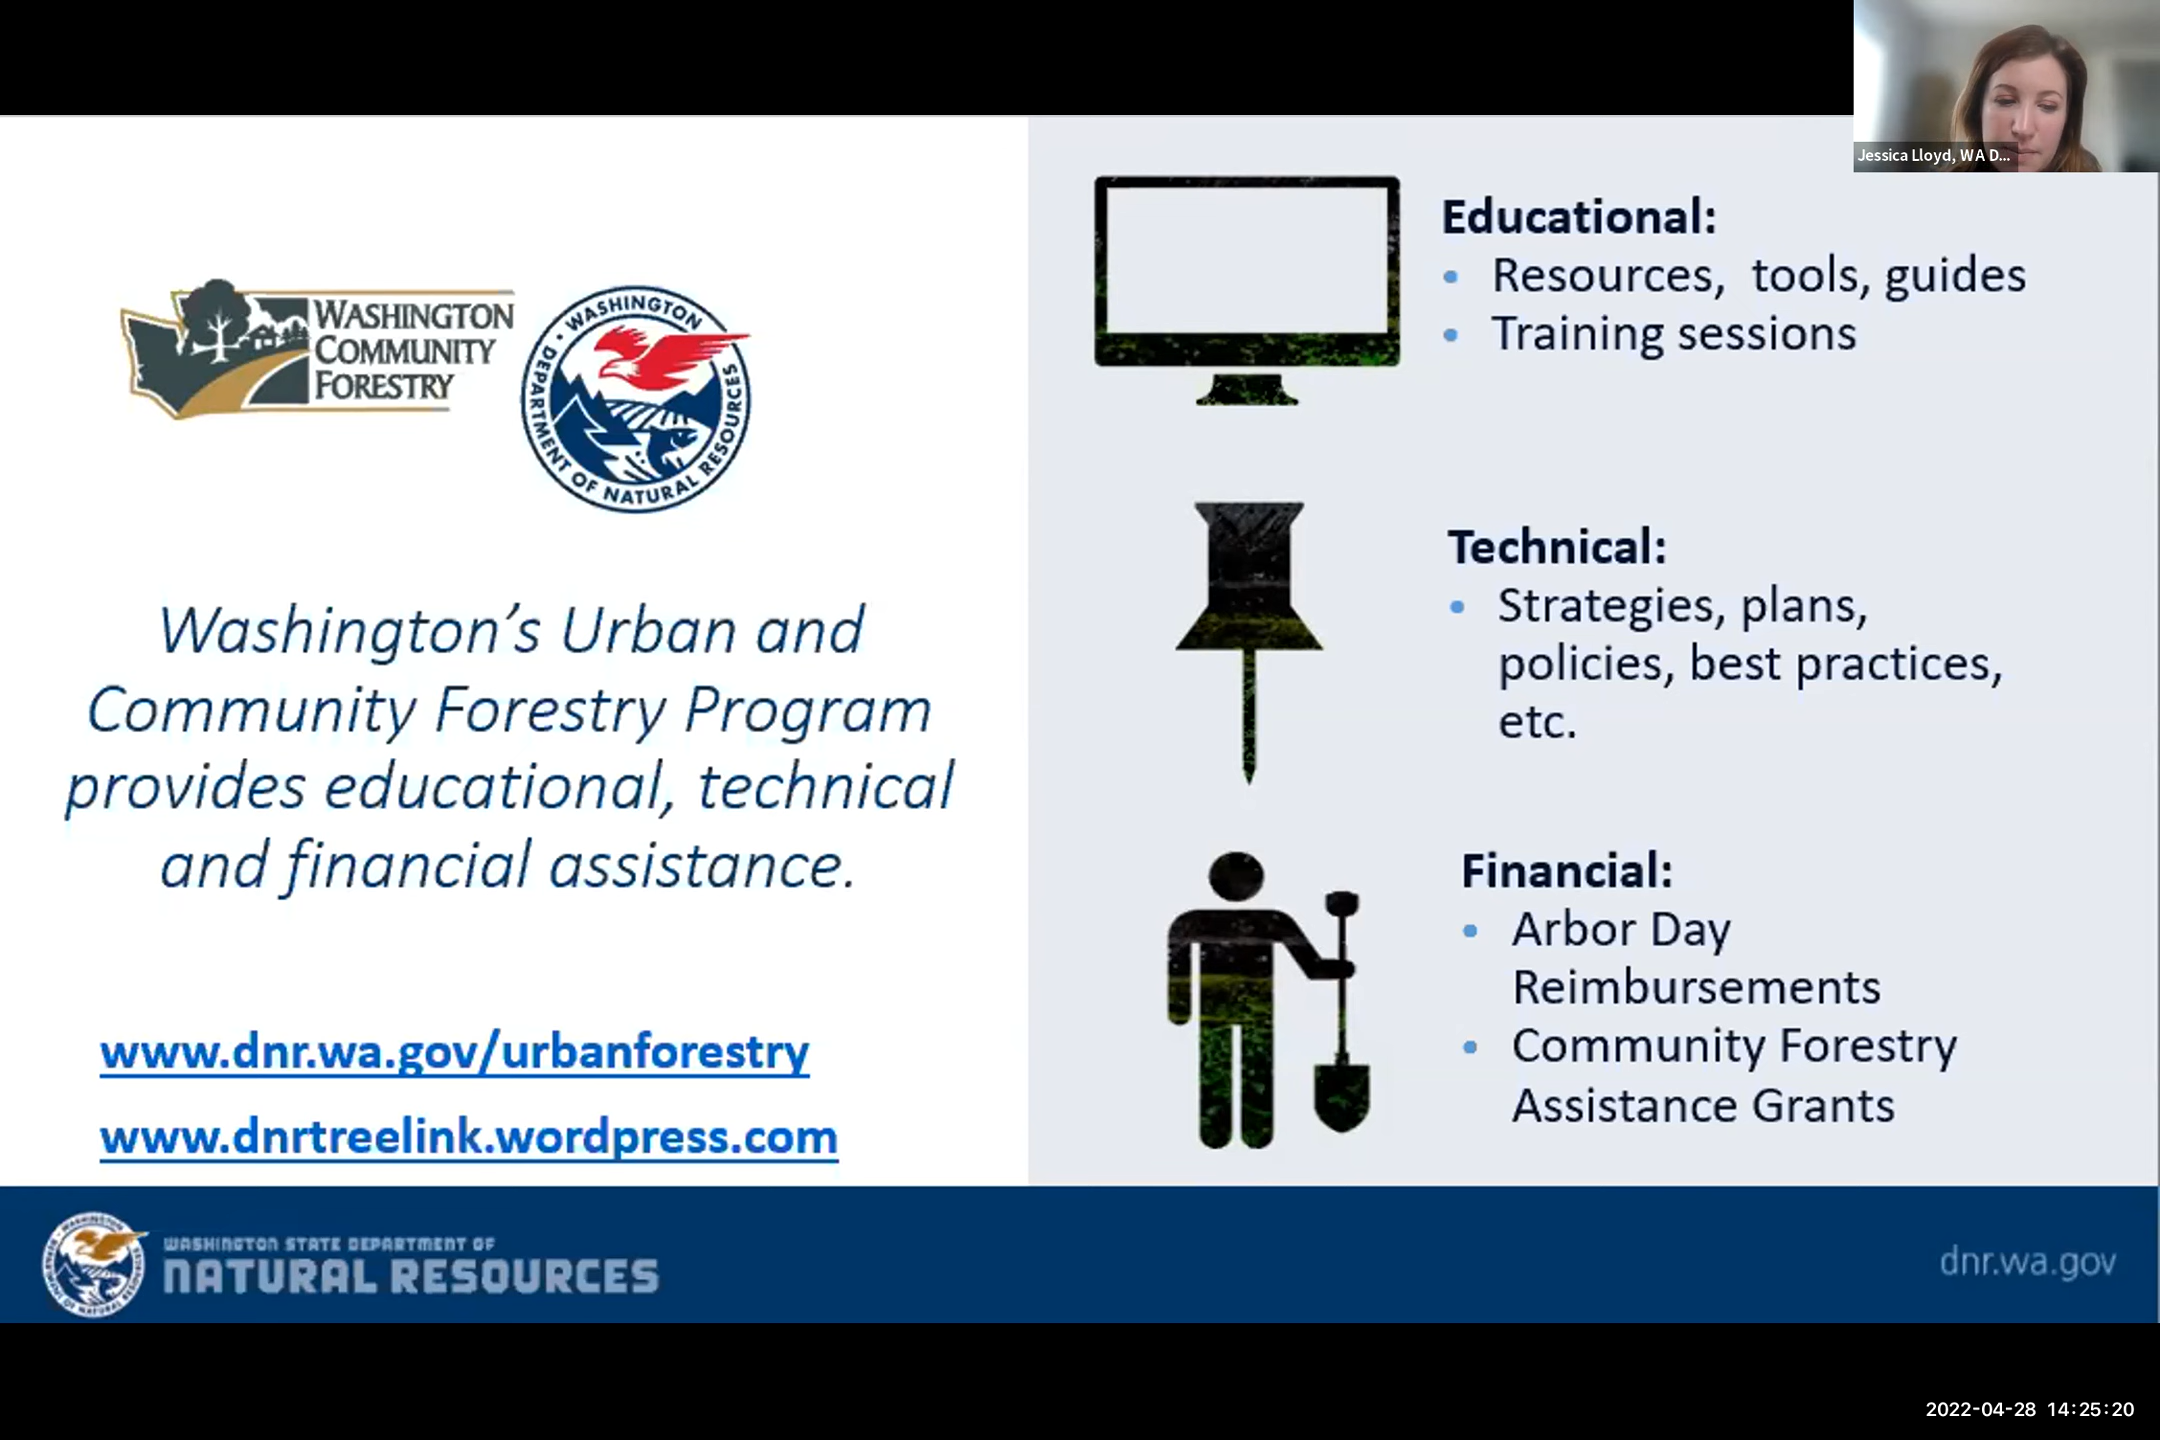 Jessica Lloyd, WA D...
WASHINGTON
COMMUNITY
FORESTRY
WASHINGTON
DEPARTMENT OF NATURAL RESOURCES
Washington’s Urban and
Community Forestry Program
provides educational, technical
and financial assistance.
www.dnr.wa.gov/urbanforestry
www.dnrtreelink.wordpress.com
Educational:
• Resources, tools, guides
• Training sessions
Technical:
• Strategies, plans,
policies, best practices,
etc.
Financial:
• Arbor Day
Reimbursements
• Community Forestry
Assistance Grants
WASHINGTON STATE DEPARTMENT OF
NATURAL RESOURCES
dnr.wa.gov
2022-04-28 14:25:20